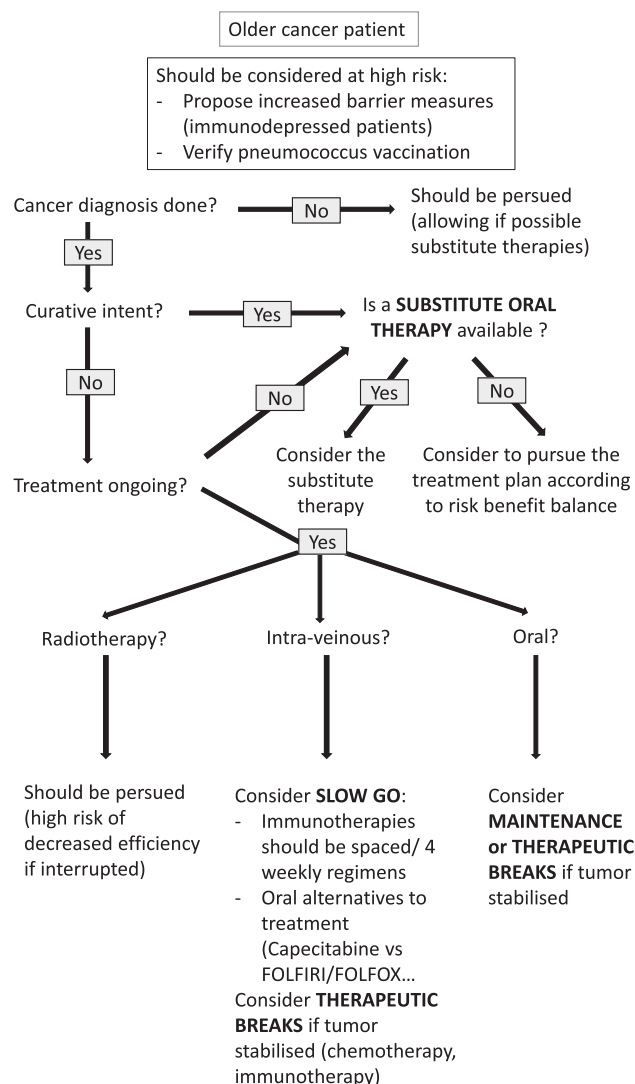 Older cancer patient
Should be considered at high risk:
- Propose increased barrier measures
(immunodepressed patients)
- Verify pneumococcus vaccination
Cancer diagnosis done?
No
Should be persued
(allowing if possible
substitute therapies)
Yes
Curative intent?
Yes
Is a SUBSTITUTE ORAL
THERAPY available ?
No
No
Yes
No
Treatment ongoing?
Consider the
substitute
therapy
Consider to pursue the
treatment plan according
to risk benefit balance
Yes
Radiotherapy?
Intra-veinous?
Oral?
Should be persued
(high risk of
decreased efficiency
if interrupted)
Consider SLOW GO:
- Immunotherapies
should be spaced/ 4
weekly regimens
- Oral alternatives to
treatment
(Capecitabine vs
FOLFIRI/FOLFOX...
Consider THERAPEUTIC
BREAKS if tumor
stabilised (chemotherapy,
immunotherapy)
Consider
MAINTENANCE
or THERAPEUTIC
BREAKS if tumor
stabilised